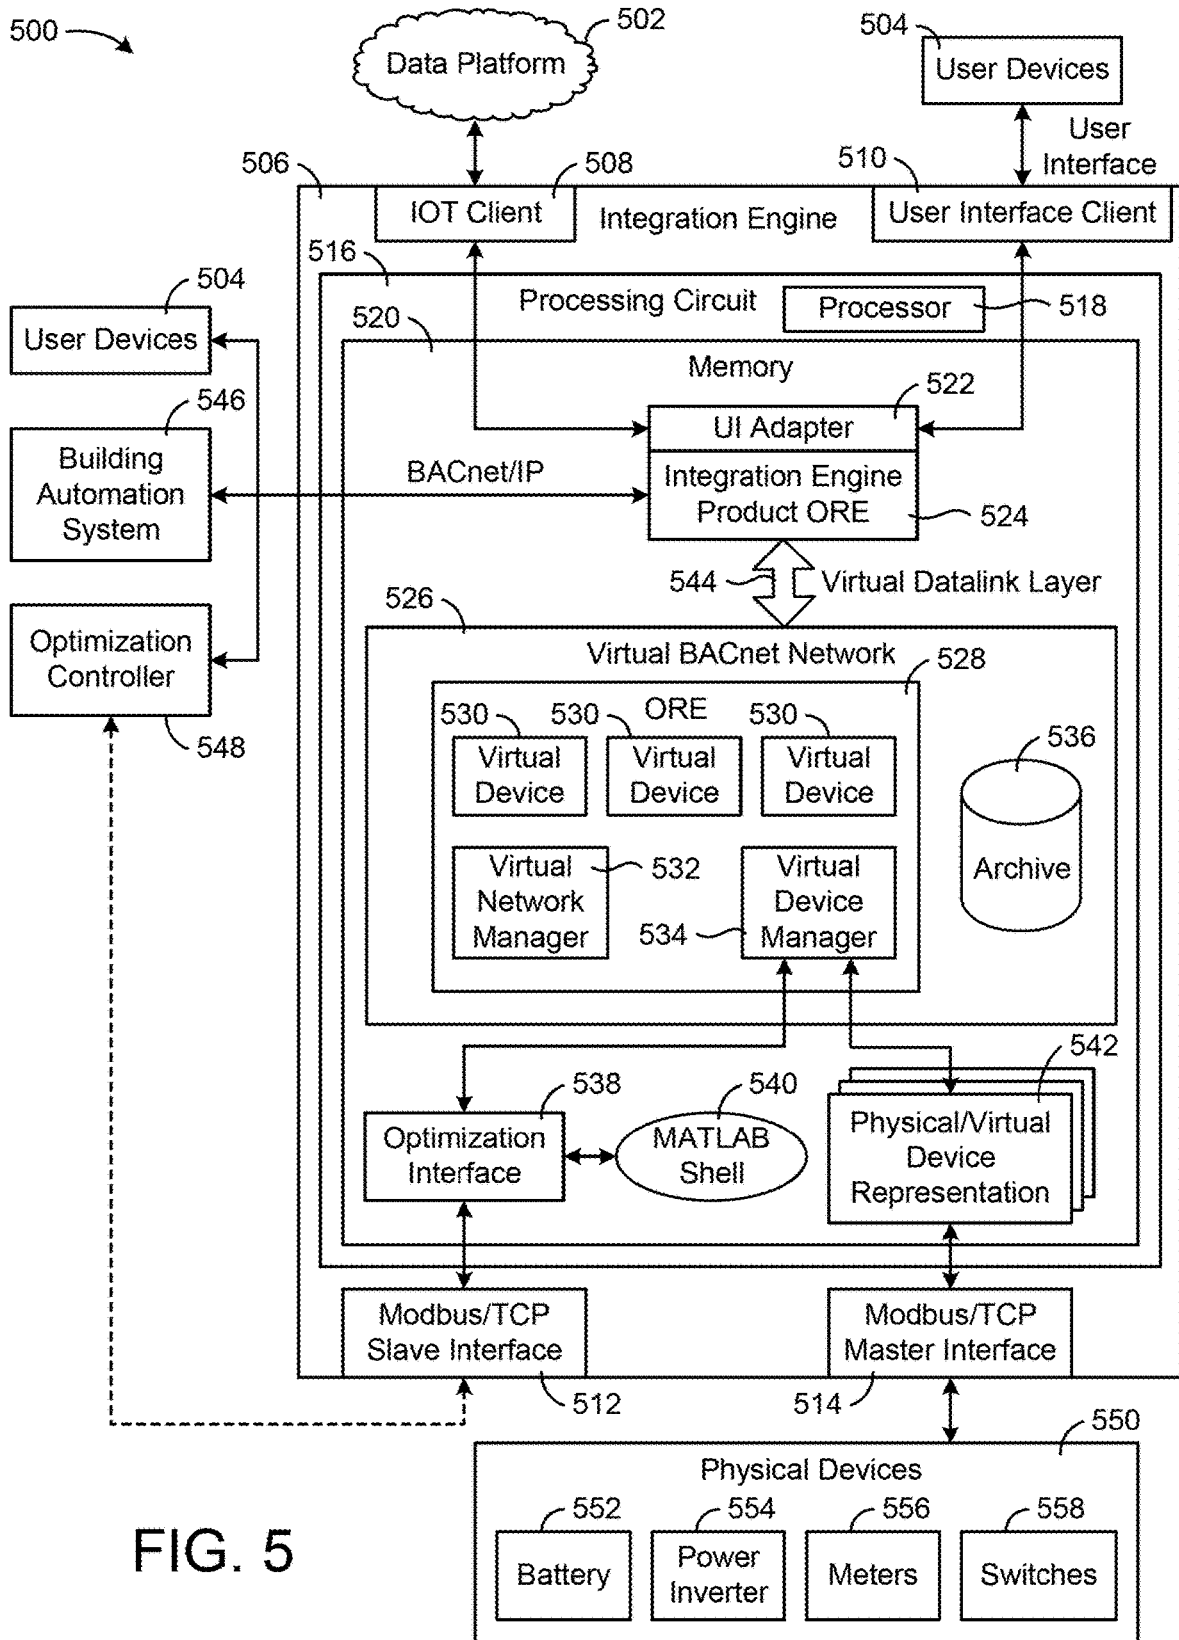 500
502
Data Platform
504
User Devices
User
Interface
506
508
510
IOT Client
Integration Engine
User Interface Client
516
Processing Circuit
Processor
518
504
User Devices
520
Memory
522
UI Adapter
546
Building
Automation
System
BACnet/IP
Integration Engine
Product ORE
524
544
Virtual Datalink Layer
526
Virtual BACnet Network
528
Optimization
Controller
548
ORE
530
530
530
Virtual
Device
Virtual
Device
Virtual
Device
536
Archive
Virtual
Network
Manager
532
Virtual
Device
Manager
534
538
540
542
Optimization
Interface
MATLAB
Shell
Physical/Virtual
Device
Representation
Modbus/TCP
Slave Interface
Modbus/TCP
Master Interface
512
514
550
Physical Devices
552
554
556
558
Battery
Power
Inverter
Meters
Switches
FIG. 5